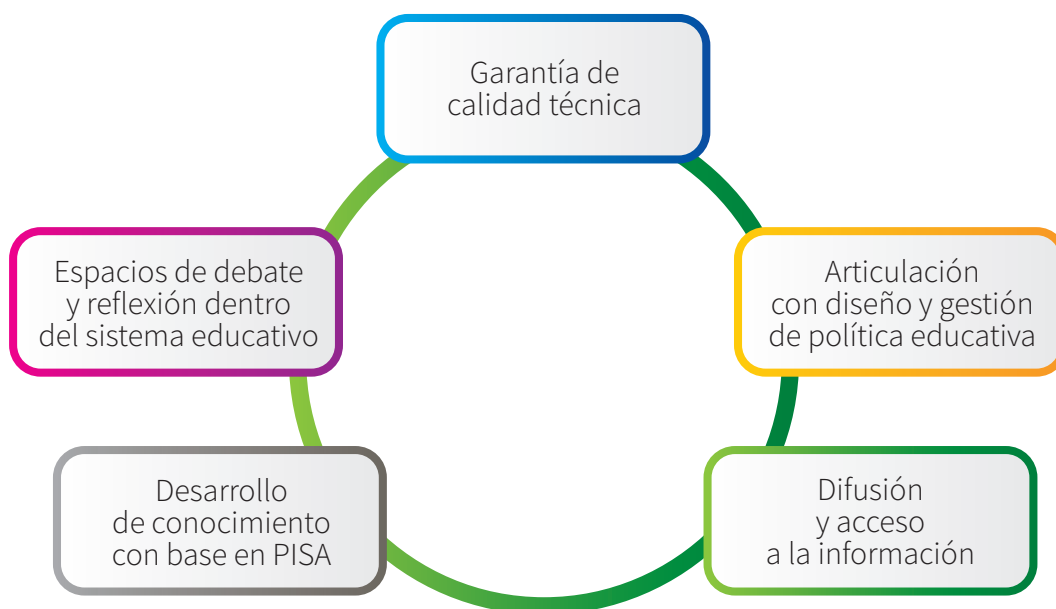 Garantía de
calidad técnica
Espacios de debate
y reflexión dentro
del sistema educativo
Articulación
con diseño y gestión
de política educativa
Desarrollo
de conocimiento
con base en PISA
Difusión
y acceso
a la información